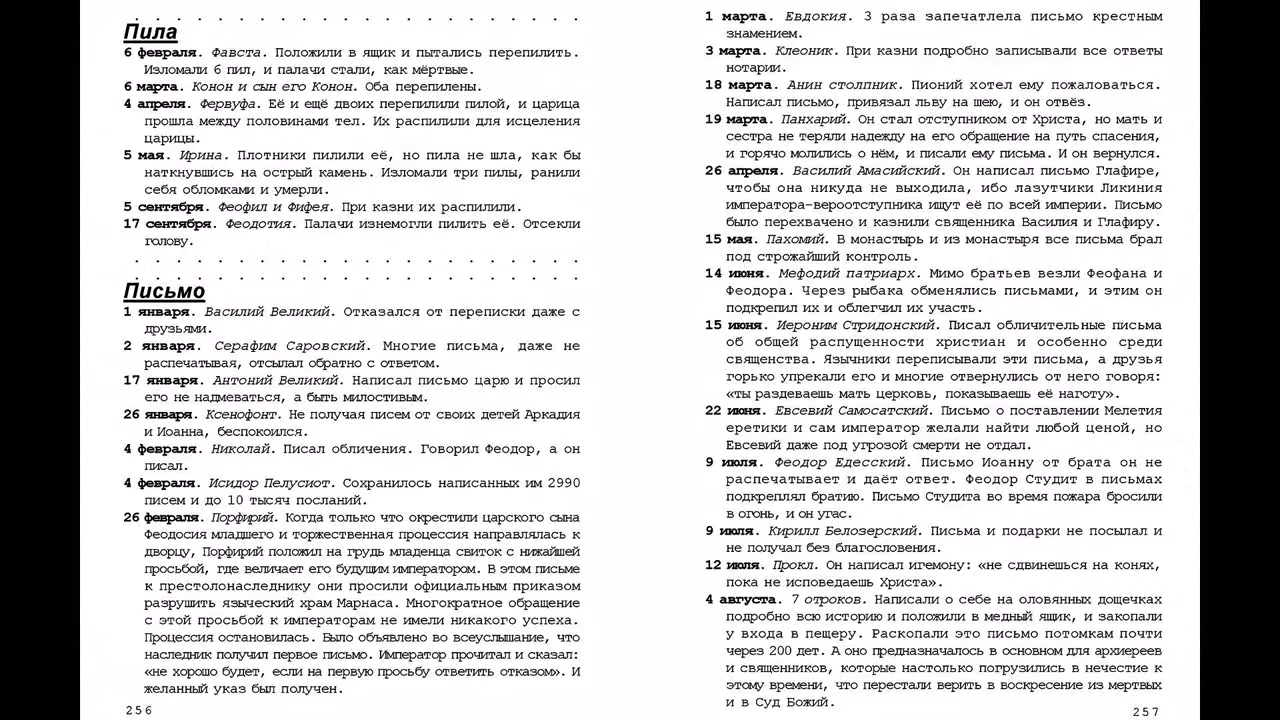 Пила
6 февраля. Фавста. Положили в ящик и пытались перепилить.
Изломали 6 пил, и палачи стали, как мёртвые.
6 марта. Конон и сын его Конон. Оба перепилены.
4 апреля. Фервуфа. Её и ещё двоих перепилили пилой, и царица
прошла между половинами тел. Их распилили для исцеления
царицы.
5 мая. Ирина. Плотники пилили её, но пила не шла, как бы
наткнувшись на острый камень. Изломали три пилы, ранили
себя обломками и умерли.
5 сентября. Феофил и Фифея. При казни их распилили.
17 сентября. Феодотия. Палачи изнемогли пилить её. Отсекли
голову.
Письмо
1 января. Василий Великий. Отказался от переписки даже с
друзьями.
2 января. Серафим Саровский. Многие письма, даже не
распечатывая, отсылал обратно с ответом.
17 января. Антоний Великий. Написал письмо царю и просил
его не надмеваться, а быть милостивым.
26 января. Ксенофонт. Не получая писем от своих детей Аркадия
и Иоанна, беспокоился.
4 февраля. Николай. Писал обличения. Говорил Феодор, а он
писал.
4 февраля. Исидор Пелусиот. Сохранилось написанных им 2990
писем и до 10 тысяч посланий.
26 февраля. Порфирий. Когда только что окрестили царского сына
Феодосия младшего и торжественная процессия направлялась к
дворцу, Порфирий положил на грудь младенца свиток с нижайшей
просьбой, где величает его будущим императором. В этом письме
к престолонаследнику они просили официальным приказом
разрушить языческий храм Марнаса. Многократное обращение
с этой просьбой к императорам не имели никакого успеха.
Процессия остановилась. Было объявлено во всеуслышание, что
наследник получил первое письмо. Император прочитал и сказал:
«не хорошо будет, если на первую просьбу ответить отказом». И
желанный указ был получен.
256
1 марта. Евдокия. 3 раза запечатлела письмо крестным
знамением.
3 марта. Клеоник. При казни подробно записывали все ответы
нотарии.
18 марта. Анин столпник. Пионий хотел ему пожаловаться.
Написал письмо, привязал льву на шею, и он отвёз.
19 марта. Панхарий. Он стал отступником от Христа, но мать и
сестра не теряли надежду на его обращение на путь спасения,
и горячо молились о нём, и писали ему письма. И он вернулся.
26 апреля. Василий Амасийский. Он написал письмо Глафире,
чтобы она никуда не выходила, ибо лазутчики Ликиния
императора-вероотступника ищут её по всей империи. Письмо
было перехвачено и казнили священника Василия и Глафиру.
15 мая. Пахомий. В монастырь и из монастыря все письма брал
под строжайший контроль.
14 июня. Мефодий патриарх. Мимо братьев везли Феофана и
Феодора. Через рыбака обменялись письмами, и этим он
подкрепил их и облегчил их участь.
15 июня. Иероним Стридонский. Писал обличительные письма
об общей распущенности христиан и особенно среди
священства. Язычники переписывали эти письма, а друзья
горько упрекали его и многие отвернулись от него говоря:
«ты раздеваешь мать церковь, показываешь её наготу».
22 июня. Евсевий Самосатский. Письмо о поставлении Мелетия
еретики и сам император желали найти любой ценой, но
Евсевий даже под угрозой смерти не отдал.
9 июля. Феодор Едесский. Письмо Иоанну от брата он не
распечатывает и даёт ответ. Феодор Студит в письмах
подкреплял братию. Письмо Студита во время пожара бросили
в огонь, и он угас.
9 июля. Кирилл Белозерский. Письма и подарки не посылал и
не получал без благословения.
12 июля. Прокл. Он написал игемону: «не сдвинешься на конях,
пока не исповедаешь Христа».
4 августа. 7 отроков. Написали о себе на оловянных дощечках
подробно всю историю и положили в медный ящик, и закопали
у входа в пещеру. Раскопали это письмо потомкам почти
через 200 дет. А оно предназначалось в основном для архиереев
и священников, которые настолько погрузились в нечестие к
этому времени, что перестали верить в воскресение из мертвых
и в Суд Божий.
257